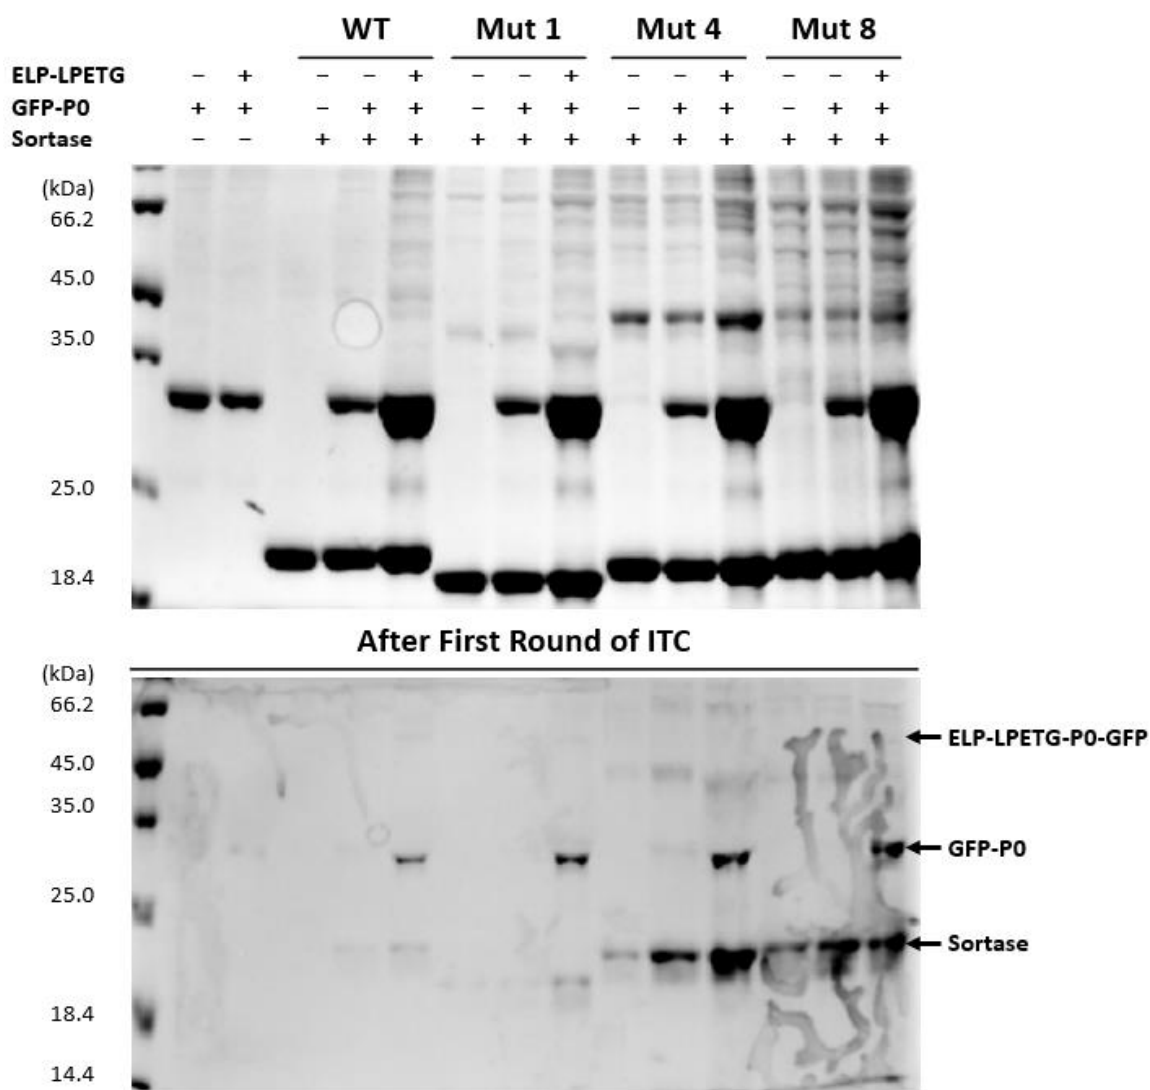 WT Mut 1 Mut 4 Mut 8
ELP-LPETG – + – – + – – + – – + – – +
GFP-P0 + + – + + – + + – + + – + +
Sortase – – + + + + + + + + + + + +
(kDa)
66.2
45.0
35.0
25.0
18.4
After First Round of ITC
(kDa)
66.2
ELP-LPETG-P0-GFP
45.0
35.0
GFP-P0
25.0
Sortase
18.4
14.4